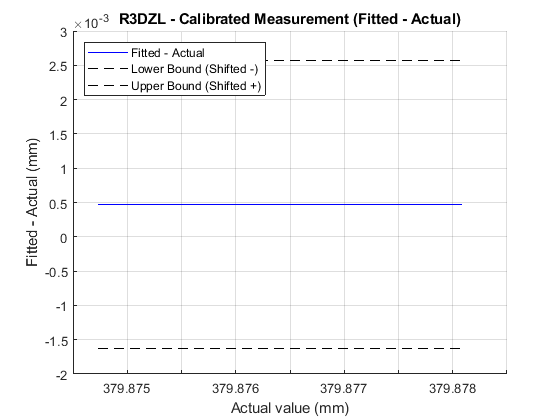 R3DZL - Calibrated Measurement (Fitted - Actual)
×10⁻³
3
2.5
2
1.5
1
0.5
0
-0.5
-1
-1.5
-2
Fitted - Actual (mm)
Fitted - Actual
Lower Bound (Shifted -)
Upper Bound (Shifted +)
379.875
379.876
379.877
379.878
Actual value (mm)